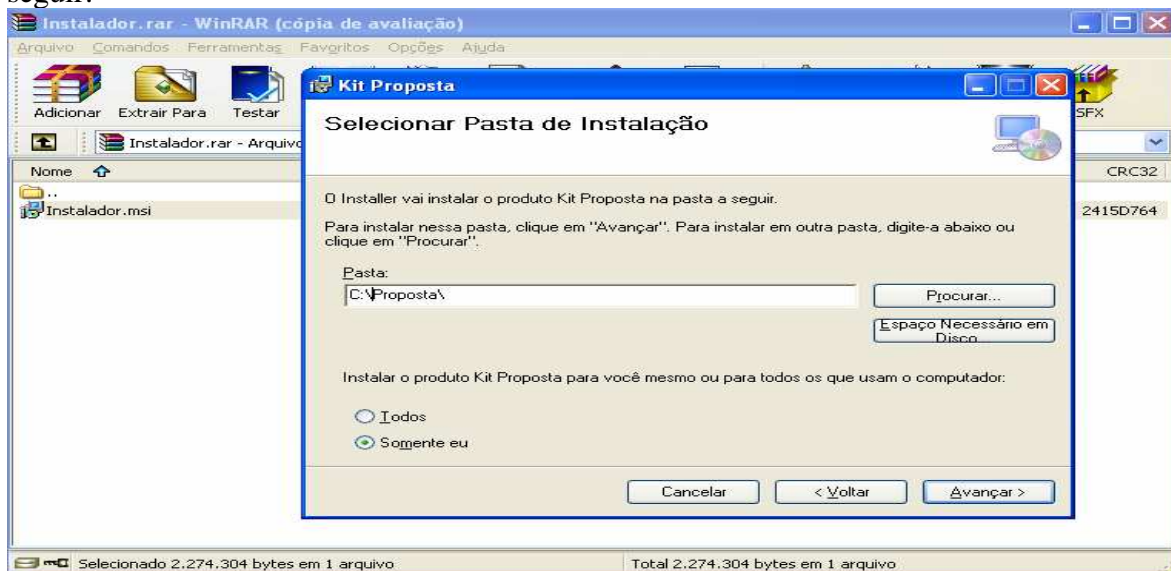 seguir:
Instalador.rar - WinRAR (cópia de avaliação)
Arquivo Comandos Ferramentas Favoritos Opções Ajuda
Adicionar Extrair Para Testar SFX
Instalador.rar - Arquivo
Nome CRC32
..
Instalador.msi 2415D764
Kit Proposta
Selecionar Pasta de Instalação
O Installer vai instalar o produto Kit Proposta na pasta a seguir.
Para instalar nessa pasta, clique em "Avançar". Para instalar em outra pasta, digite-a abaixo ou
clique em "Procurar".
Pasta:
C:\Proposta\
Procurar...
Espaço Necessário em
Disco...
Instalar o produto Kit Proposta para você mesmo ou para todos os que usam o computador:
Todos
Somente eu
Cancelar < Voltar Avançar >
Selecionado 2.274.304 bytes em 1 arquivo Total 2.274.304 bytes em 1 arquivo